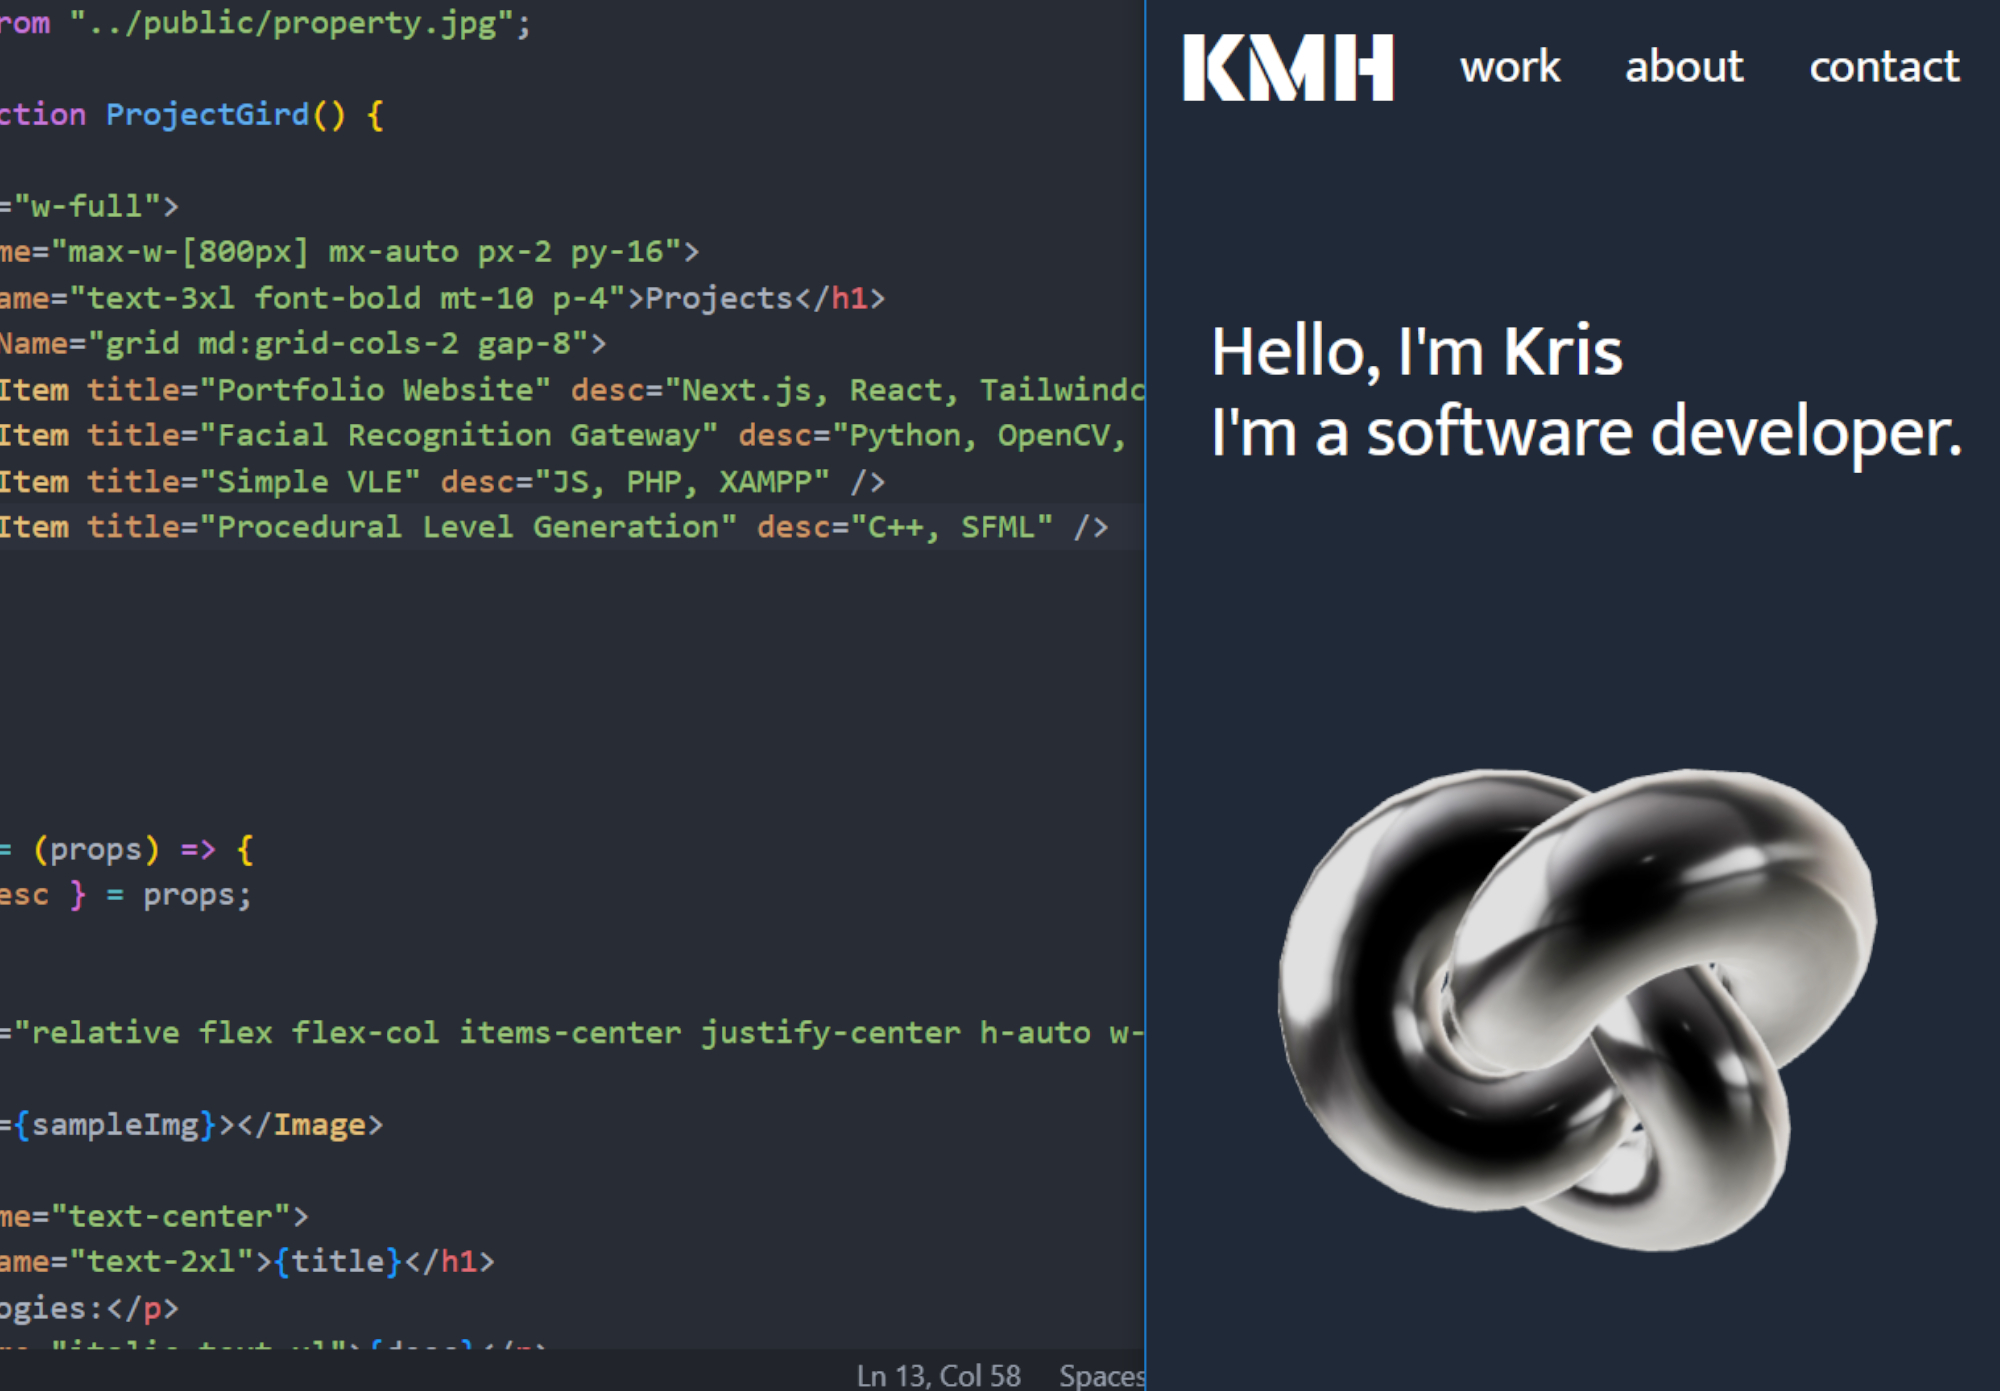 rom "../public/property.jpg";
ction ProjectGird() {
="w-full">
me="max-w-[800px] mx-auto px-2 py-16">
ame="text-3xl font-bold mt-10 p-4">Projects</h1>
Name="grid md:grid-cols-2 gap-8">
Item title="Portfolio Website" desc="Next.js, React, Tailwindc
Item title="Facial Recognition Gateway" desc="Python, OpenCV,
Item title="Simple VLE" desc="JS, PHP, XAMPP" />
Item title="Procedural Level Generation" desc="C++, SFML" />
= (props) => {
esc } = props;
="relative flex flex-col items-center justify-center h-auto w-
={sampleImg}></Image>
me="text-center">
ame="text-2xl">{title}</h1>
ogies:</p>
"italic text-xl">{desc}</p>
Ln 13, Col 58 Spaces
KMH work about contact
Hello, I'm Kris
I'm a software developer.